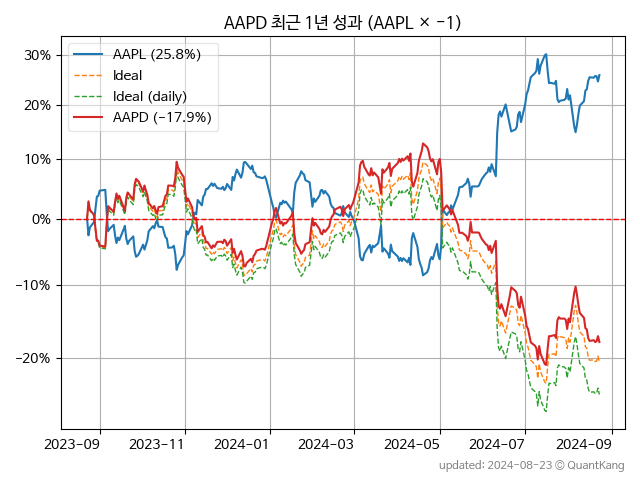 AAPD 최근 1년 성과 (AAPL × −1)
AAPL (25.8%)
Ideal
Ideal (daily)
AAPD (−17.9%)
30%
20%
10%
0%
−10%
−20%
2023-09
2023-11
2024-01
2024-03
2024-05
2024-07
2024-09
updated: 2024-08-23 © QuantKang